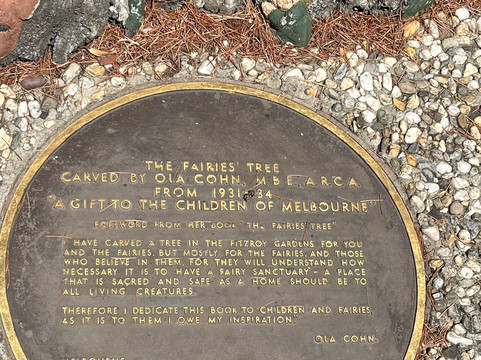 THE FAIRIES' TREE
CARVED BY OLA COHN, M.B.E., A.R.C.A.
FROM 1931-34
"A GIFT TO THE CHILDREN OF MELBOURNE"
FOREWORD FROM HER BOOK "THE FAIRIES' TREE"
"I HAVE CARVED A TREE IN THE FITZROY GARDENS FOR YOU
AND THE FAIRIES, BUT MOSTLY FOR THE FAIRIES, AND THOSE
WHO BELIEVE IN THEM, FOR THEY WILL UNDERSTAND HOW
NECESSARY IT IS TO HAVE A FAIRY SANCTUARY - A PLACE
THAT IS SACRED AND SAFE AS A HOME SHOULD BE TO
ALL LIVING CREATURES.
THEREFORE I DEDICATE THIS BOOK TO CHILDREN AND FAIRIES,
AS IT IS TO THEM I OWE MY INSPIRATION."
OLA COHN
MELBOURNE